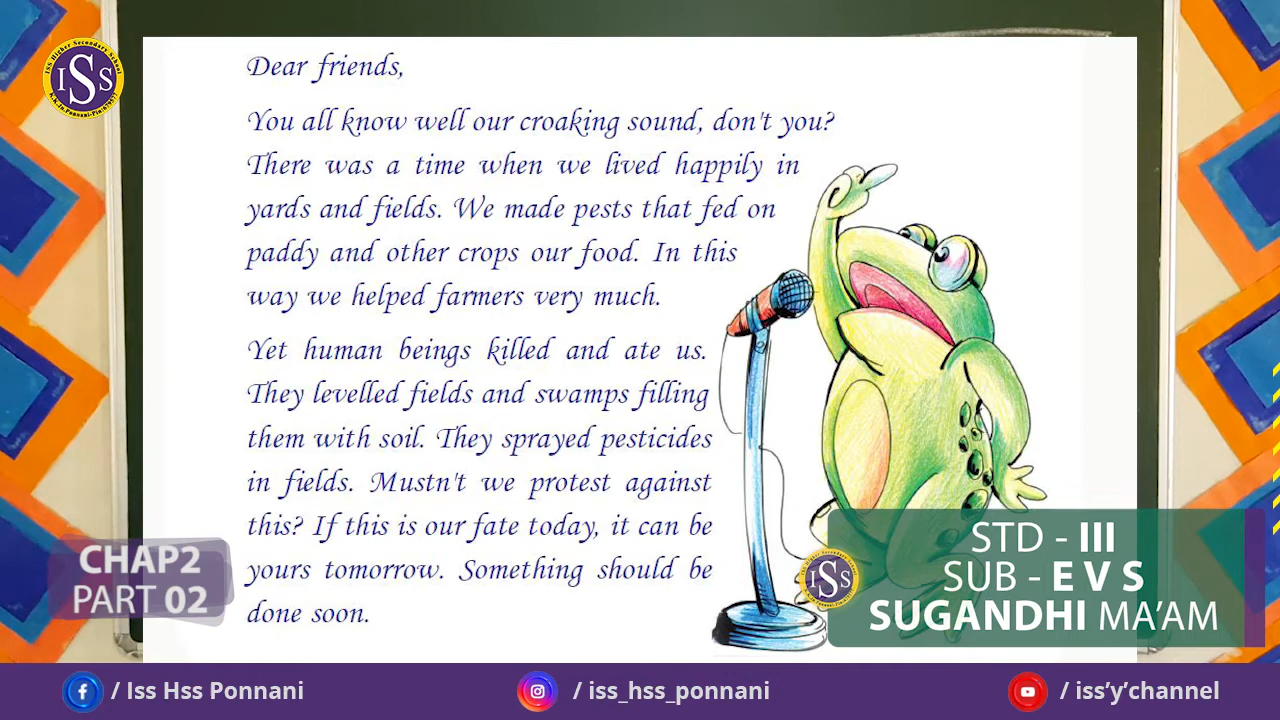 Dear friends,
You all know well our croaking sound, don't you?
There was a time when we lived happily in
yards and fields. We made pests that fed on
paddy and other crops our food. In this
way we helped farmers very much.
Yet human beings killed and ate us.
They levelled fields and swamps filling
them with soil. They sprayed pesticides
in fields. Mustn't we protest against
this? If this is our fate today, it can be
yours tomorrow. Something should be
done soon.
ISS
CHAP2
PART 02
ISS
STD - III
SUB - E V S
SUGANDHI MA'AM
/ Iss Hss Ponnani
/ iss_hss_ponnani
/ iss'y'channel